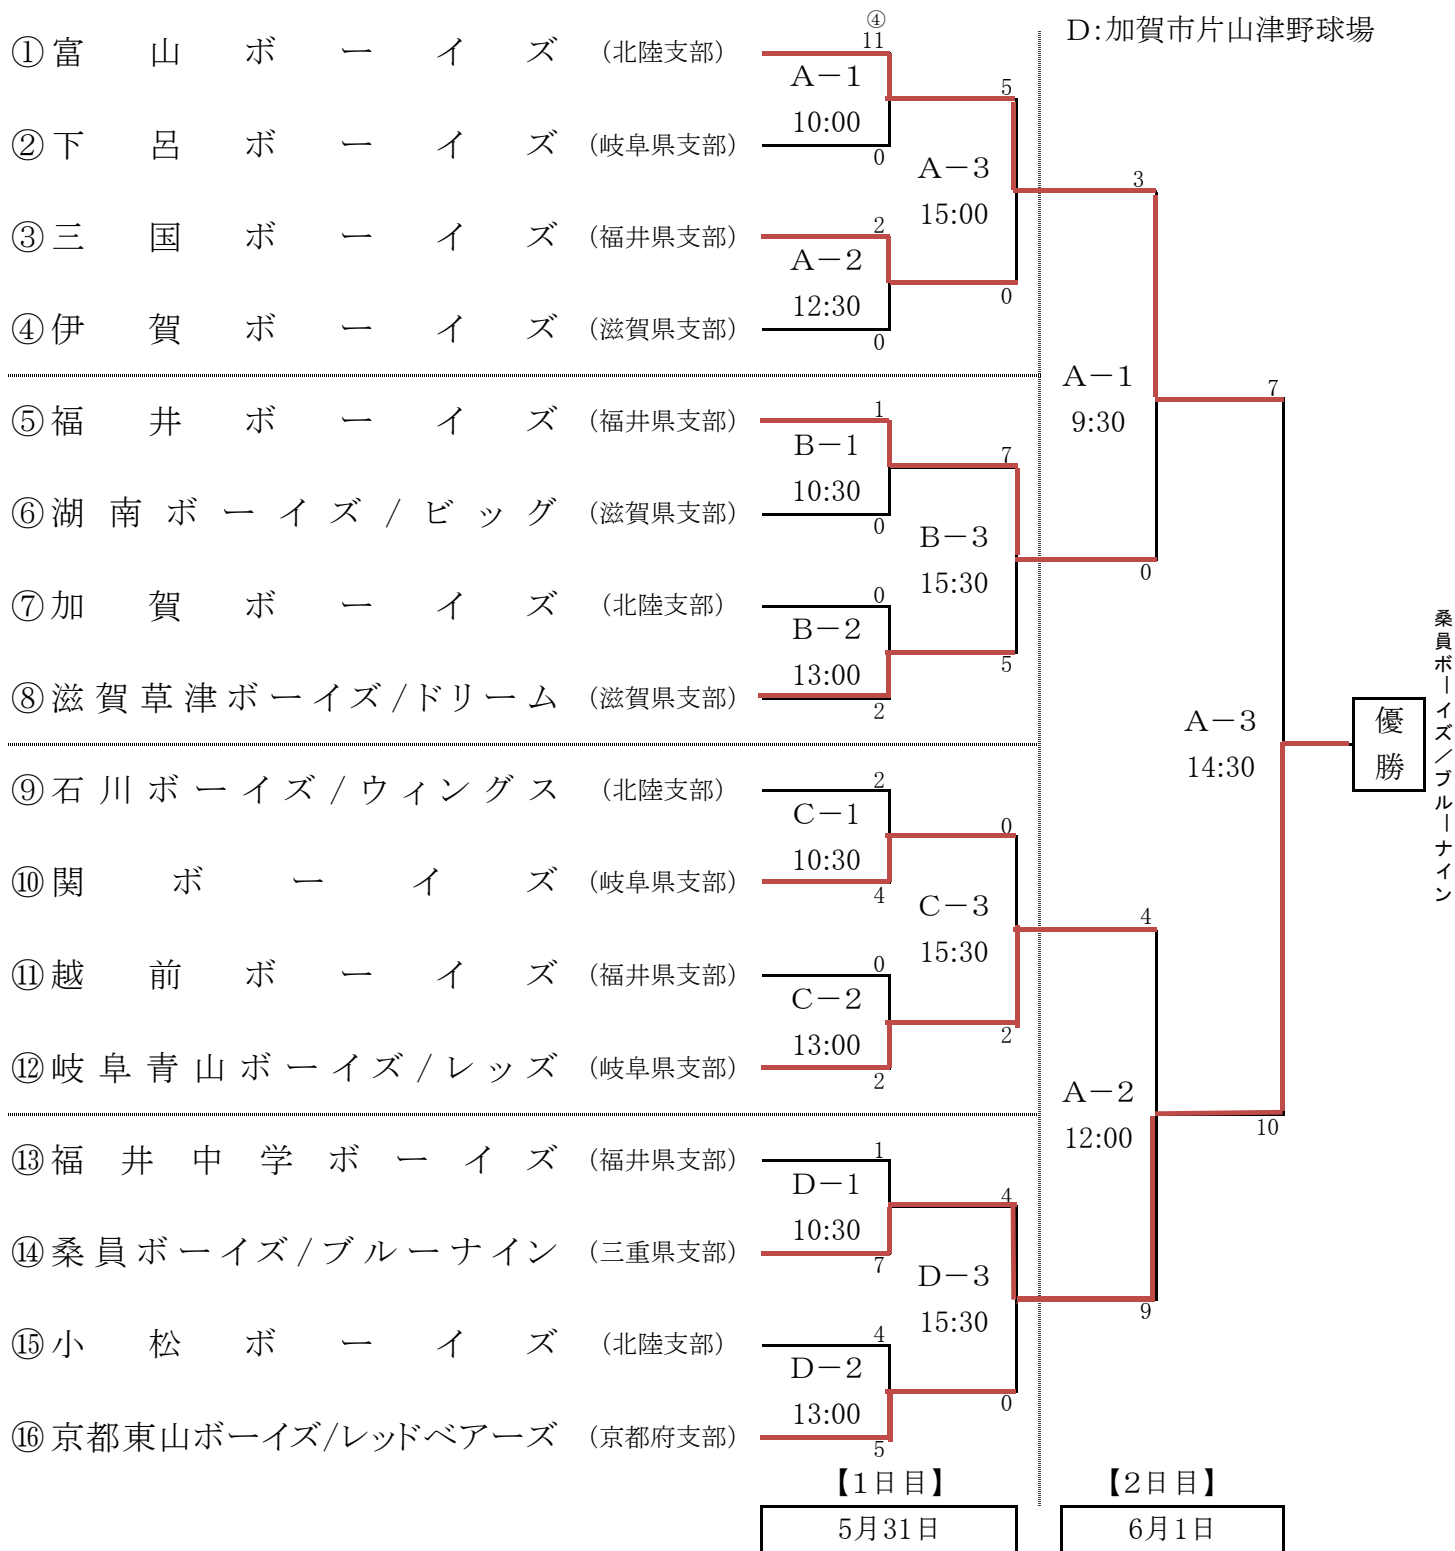 D:加賀市片山津野球場
④
11
①富山ボーイズ (北陸支部)
A－1
10:00
5
②下呂ボーイズ (岐阜県支部)
0
A－3
15:00
3
③三国ボーイズ (福井県支部)
2
A－2
12:30
0
④伊賀ボーイズ (滋賀県支部)
0
A－1
9:30
7
⑤福井ボーイズ (福井県支部)
1
B－1
10:30
7
⑥湖南ボーイズ/ビッグ (滋賀県支部)
0
B－3
15:30
0
⑦加賀ボーイズ (北陸支部)
0
B－2
13:00
5
⑧滋賀草津ボーイズ/ドリーム (滋賀県支部)
2
A－3
14:30
優勝
桑員ボーイズ／ブルーナイン
⑨石川ボーイズ/ウィングス (北陸支部)
2
C－1
10:30
0
⑩関ボーイズ (岐阜県支部)
4
C－3
15:30
4
⑪越前ボーイズ (福井県支部)
0
C－2
13:00
2
⑫岐阜青山ボーイズ/レッズ (岐阜県支部)
2
A－2
12:00
10
⑬福井中学ボーイズ (福井県支部)
1
D－1
10:30
4
⑭桑員ボーイズ/ブルーナイン (三重県支部)
7
D－3
15:30
9
⑮小松ボーイズ (北陸支部)
4
D－2
13:00
0
⑯京都東山ボーイズ/レッドベアーズ (京都府支部)
5
【1日目】 【2日目】
5月31日 6月1日